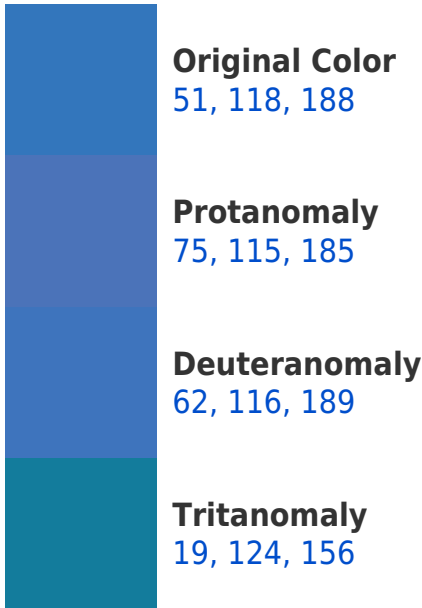 Original Color
51, 118, 188
Protanomaly
75, 115, 185
Deuteranomaly
62, 116, 189
Tritanomaly
19, 124, 156